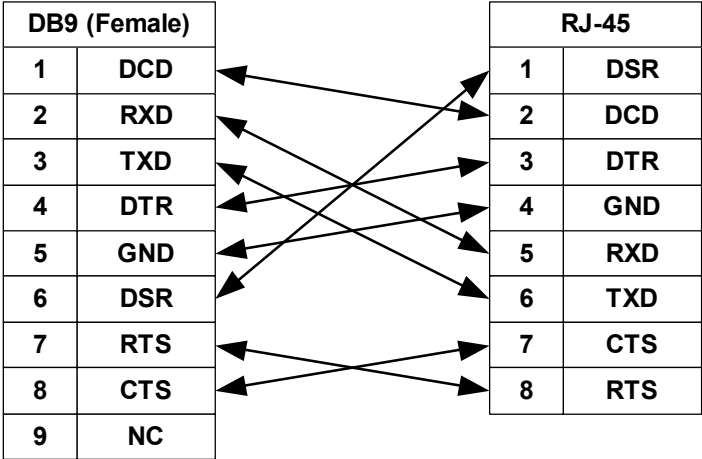 DB9 (Female) RJ-45
1 DCD 1 DSR
2 RXD 2 DCD
3 TXD 3 DTR
4 DTR 4 GND
5 GND 5 RXD
6 DSR 6 TXD
7 RTS 7 CTS
8 CTS 8 RTS
9 NC